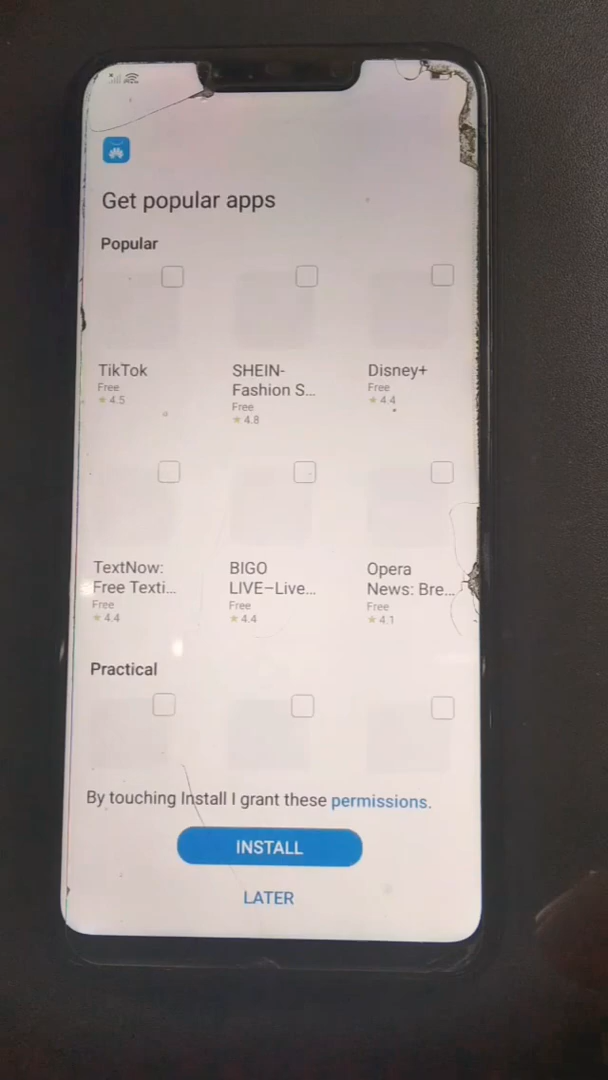 Get popular apps
Popular
TikTok
Free
★ 4.5
SHEIN-
Fashion S...
Free
★ 4.8
Disney+
Free
★ 4.4
TextNow:
Free Texti...
Free
★ 4.4
BIGO
LIVE–Live...
Free
★ 4.4
Opera
News: Bre...
Free
★ 4.1
Practical
By touching Install I grant these permissions.
INSTALL
LATER